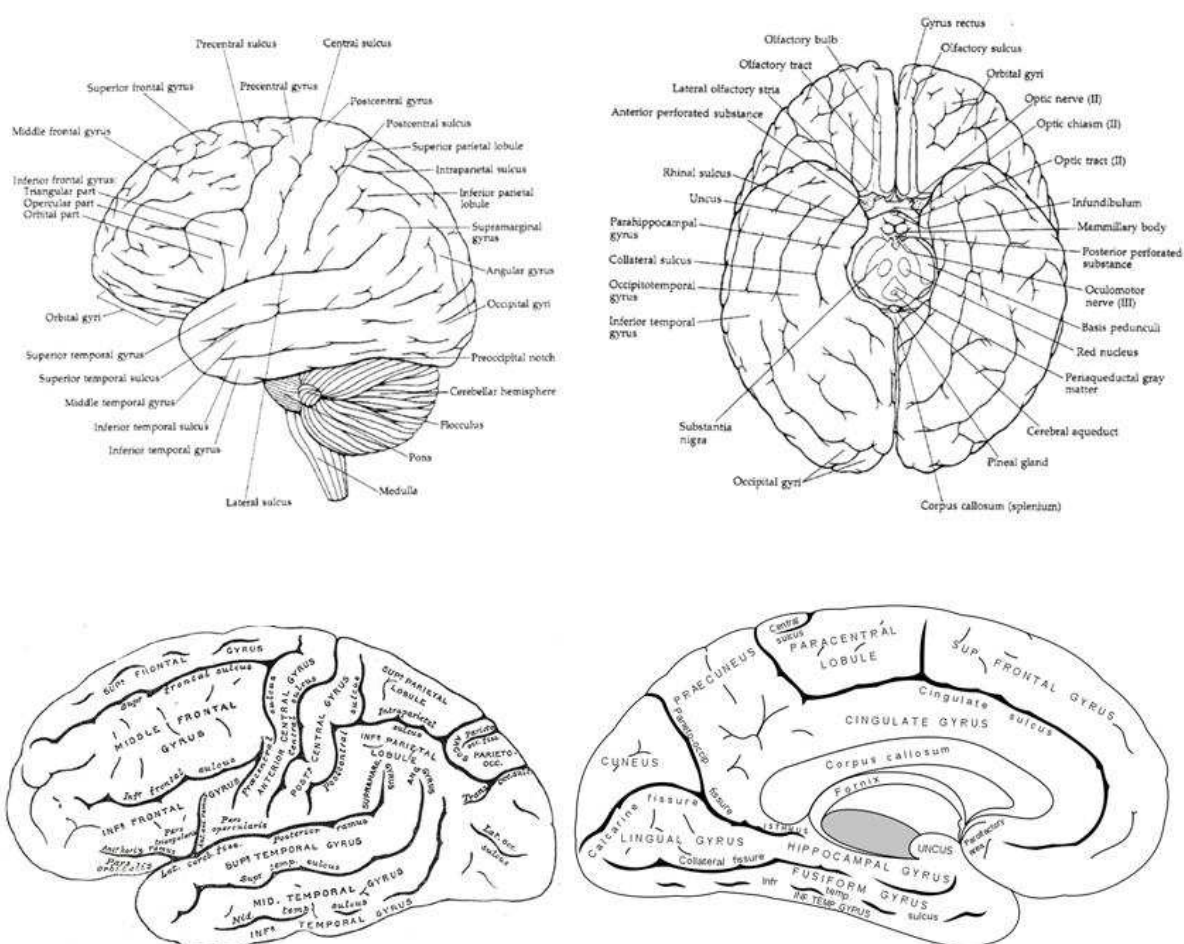 Precentral sulcus
Central sulcus
Superior frontal gyrus
Precentral gyrus
Postcentral gyrus
Middle frontal gyrus
Postcentral sulcus
Superior parietal lobule
Intraparietal sulcus
Inferior frontal gyrus:
Triangular part
Opercular part
Orbital part
Inferior parietal
lobule
Supramarginal
gyrus
Angular gyrus
Occipital gyri
Orbital gyri
Superior temporal gyrus
Preoccipital notch
Superior temporal sulcus
Cerebellar hemisphere
Middle temporal gyrus
Flocculus
Inferior temporal sulcus
Inferior temporal gyrus
Pons
Medulla
Lateral sulcus
Gyrus rectus
Olfactory bulb
Olfactory sulcus
Olfactory tract
Orbital gyri
Lateral olfactory stria
Optic nerve (II)
Anterior perforated substance
Optic chiasm (II)
Optic tract (II)
Rhinal sulcus
Uncus
Infundibulum
Parahippocampal
gyrus
Mammillary body
Posterior perforated
substance
Collateral sulcus
Occipitotemporal
gyrus
Oculomotor
nerve (III)
Inferior temporal
gyrus
Basis pedunculi
Red nucleus
Periaqueductal gray
matter
Substantia
nigra
Cerebral aqueduct
Pineal gland
Occipital gyri
Corpus callosum (splenium)
SUPR FRONTAL GYRUS
Supr frontal sulcus
MIDDLE FRONTAL
GYRUS
Infr frontal sulcus
INFR FRONTAL GYRUS
Pars
triangularis
Pars
opercularis
Pars
orbitalis
Præcentral sulcus
ANTERIOR CENTRAL GYRUS
Central sulcus
POSTR CENTRAL GYRUS
Postcentral sulcus
SUPR PARIETAL
LOBULE
Intraparietal
sulcus
INFR PARIETAL
LOBULE
SUPRAMARG.
GYRUS
ANG GYRUS
PARIETO-
OCC.
Lat. occ.
sulcus
Posterior ramus
SUPR TEMPORAL GYRUS
Supr temp. sulcus
MID. TEMPORAL GYRUS
Mid. temp. sulcus
INFR TEMPORAL GYRUS
Central
sulcus
PARACENTRAL
LOBULE
SUP. FRONTAL GYRUS
PRAECUNEUS
Cingulate sulcus
CINGULATE GYRUS
Parieto-occip.
fissure
Corpus callosum
CUNEUS
Fornix
Calcarine fissure
ISTHMUS
LINGUAL GYRUS
HIPPOCAMPAL GYRUS
UNCUS
Parolfactory
area
Collateral fissure
FUSIFORM GYRUS
Infr temp. sulcus
INF. TEMP. GYPUS